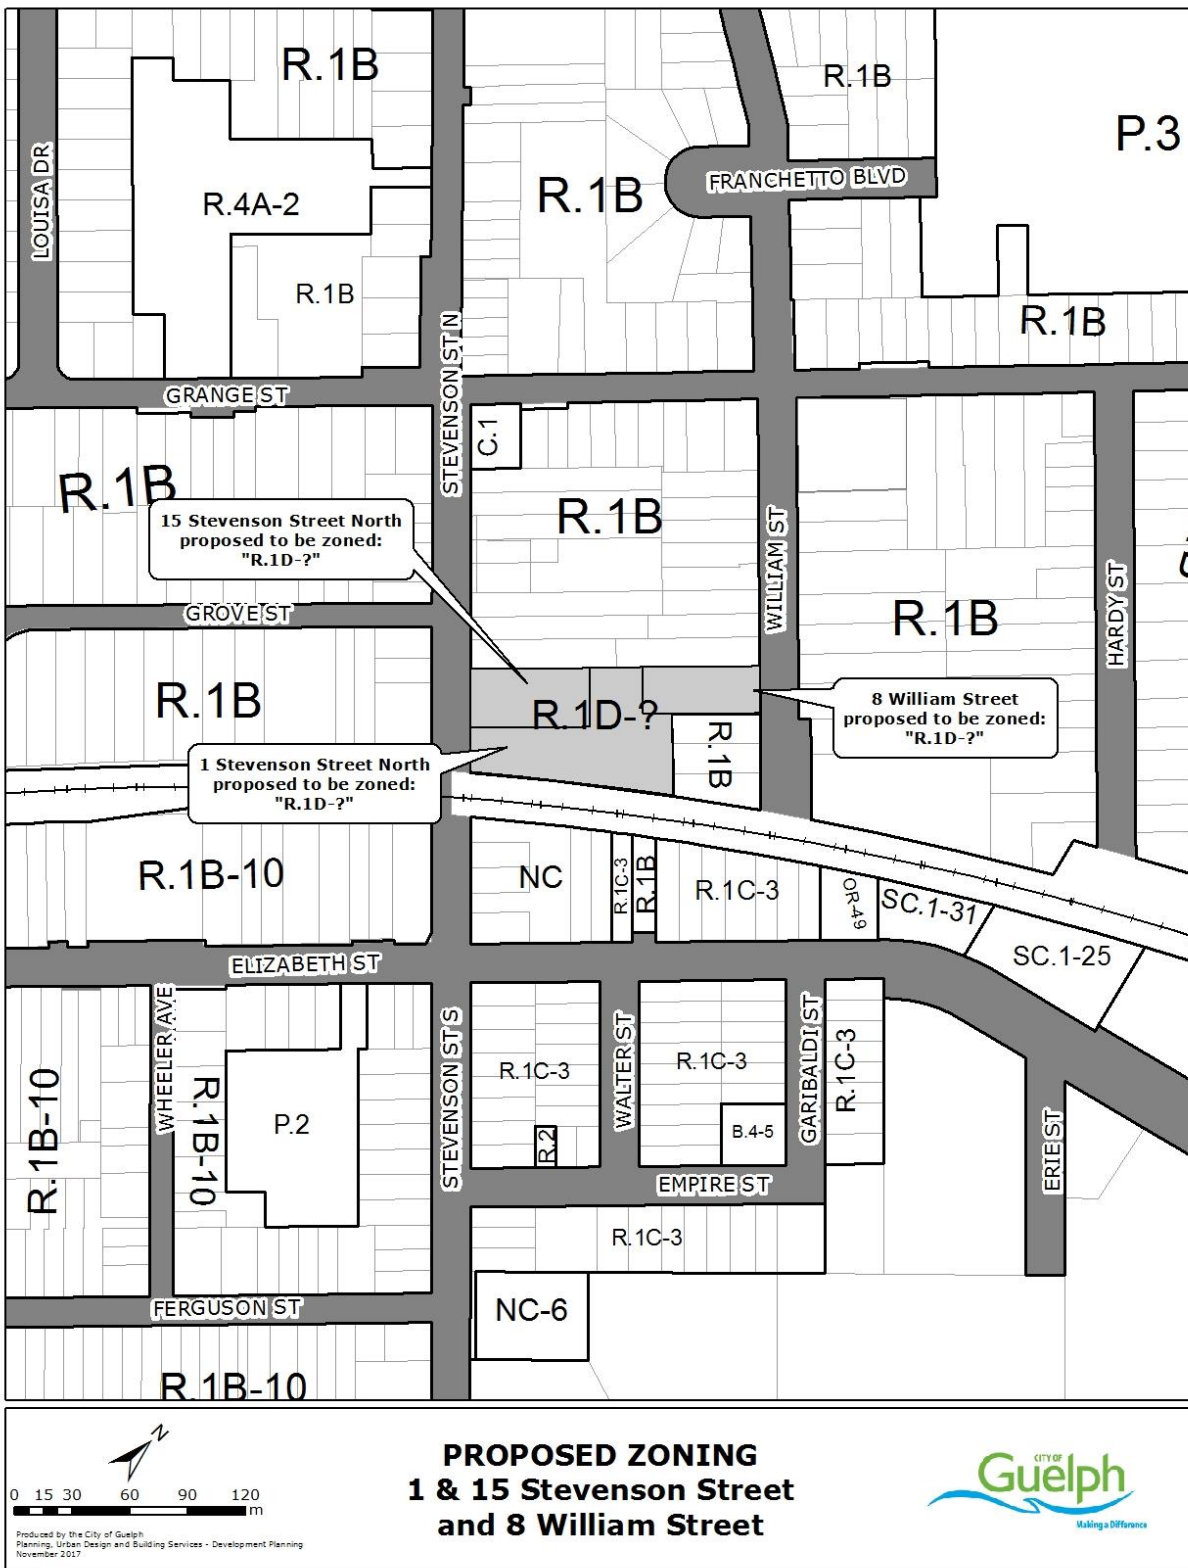 R.1B
R.1B
P.3
LOUISA DR
R.4A-2
R.1B
FRANCHETTO BLVD
R.1B
R.1B
STEVENSON ST N
GRANGE ST
C.1
R.1B
15 Stevenson Street North
proposed to be zoned:
"R.1D-?"
R.1B
WILLIAM ST
HARDY ST
GROVE ST
R.1B
R.1B
R.1D-?
8 William Street
proposed to be zoned:
"R.1D-?"
R.1B
1 Stevenson Street North
proposed to be zoned:
"R.1D-?"
R.1B-10
NC
R.1C-3
R.1B
R.1C-3
OR-49
SC.1-31
SC.1-25
ELIZABETH ST
WHEELER AVE
STEVENSON ST S
R.1B-10
R.1B-10
P.2
R.1C-3
R.2
WALTER ST
R.1C-3
B.4-5
GARIBALDI ST
R.1C-3
ERIE ST
EMPIRE ST
R.1C-3
FERGUSON ST
NC-6
R.1B-10
N
0 15 30 60 90 120
m
Produced by the City of Guelph
Planning, Urban Design and Building Services - Development Planning
November 2017
PROPOSED ZONING
1 & 15 Stevenson Street
and 8 William Street
CITY OF
Guelph
Making a Difference